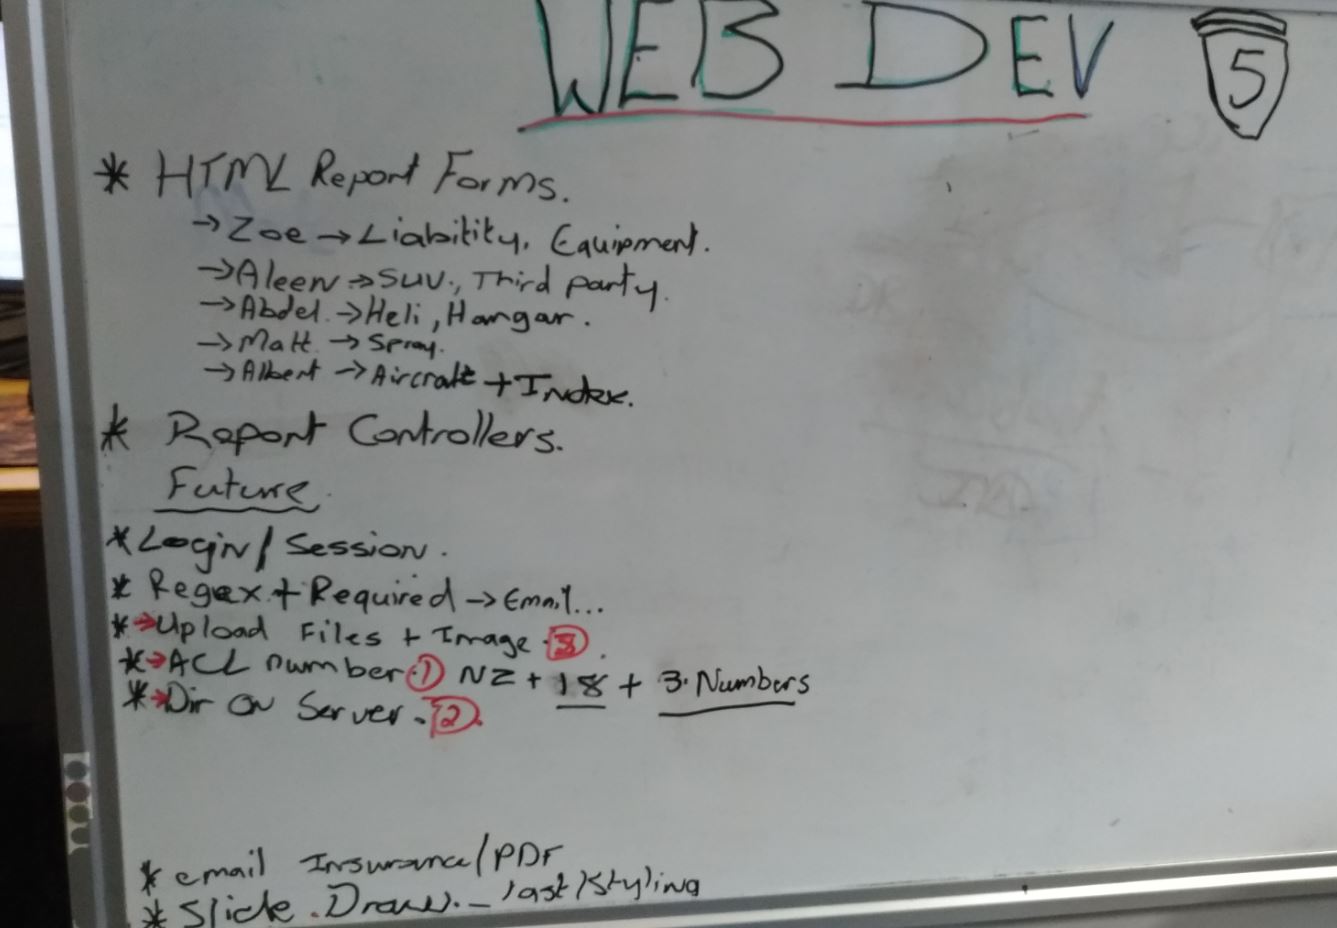 WEB DEV 5
* HTML Report Forms.
→ Zoe → Liabitity, Equipment.
→ Aleen → SUV., Third party.
→ Abdel. → Heli, Hangar.
→ Matt → Spray.
→ Albert → Aircraft + Index.
* Report Controllers.
Future.
* Login / Session.
* Regex + Required → Email...
* → Upload Files + Image. 3.
* → ACL number. 1 NZ + 18 + 3. Numbers
* → Dir on Server. 2.
* email Insurance/PDF
* Slide. Draw. - last/styling